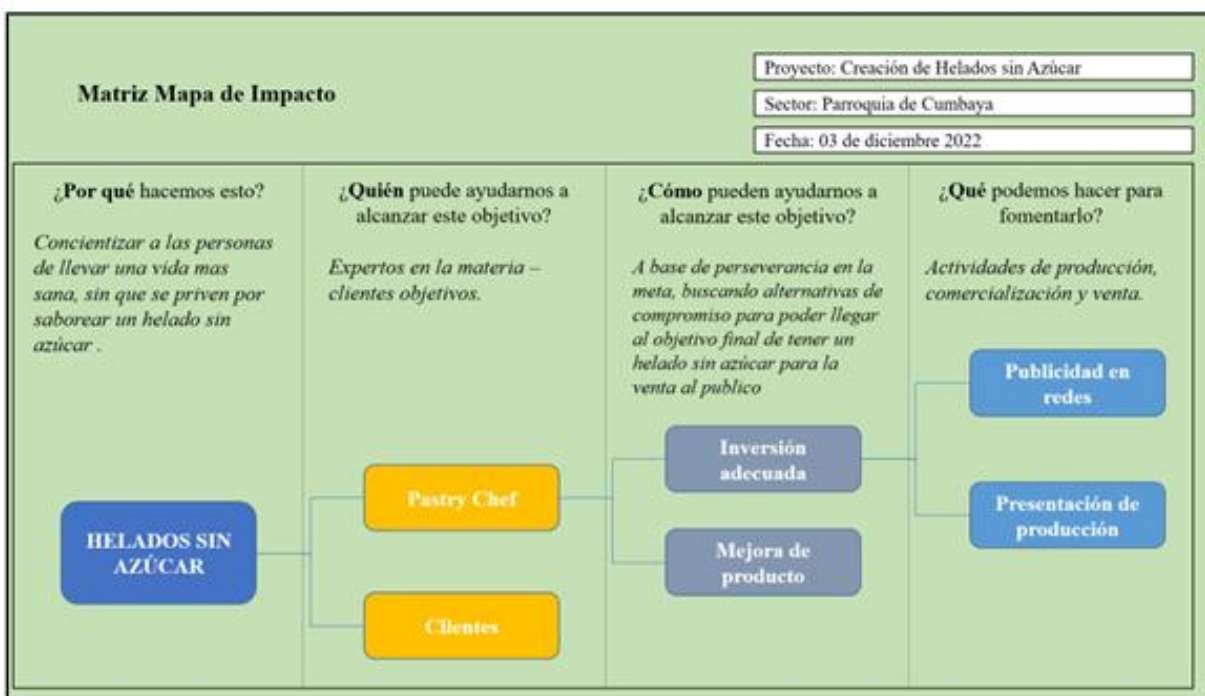 Matriz Mapa de Impacto
Proyecto: Creación de Helados sin Azúcar
Sector: Parroquia de Cumbaya
Fecha: 03 de diciembre 2022
¿Por qué hacemos esto?
Concientizar a las personas
de llevar una vida mas
sana, sin que se priven por
saborear un helado sin
azúcar .
HELADOS SIN
AZÚCAR
¿Quién puede ayudarnos a
alcanzar este objetivo?
Expertos en la materia –
clientes objetivos.
Pastry Chef
Clientes
¿Cómo pueden ayudarnos a
alcanzar este objetivo?
A base de perseverancia en la
meta, buscando alternativas de
compromiso para poder llegar
al objetivo final de tener un
helado sin azúcar para la
venta al publico
Inversión
adecuada
Mejora de
producto
¿Qué podemos hacer para
fomentarlo?
Actividades de producción,
comercialización y venta.
Publicidad en
redes
Presentación de
producción